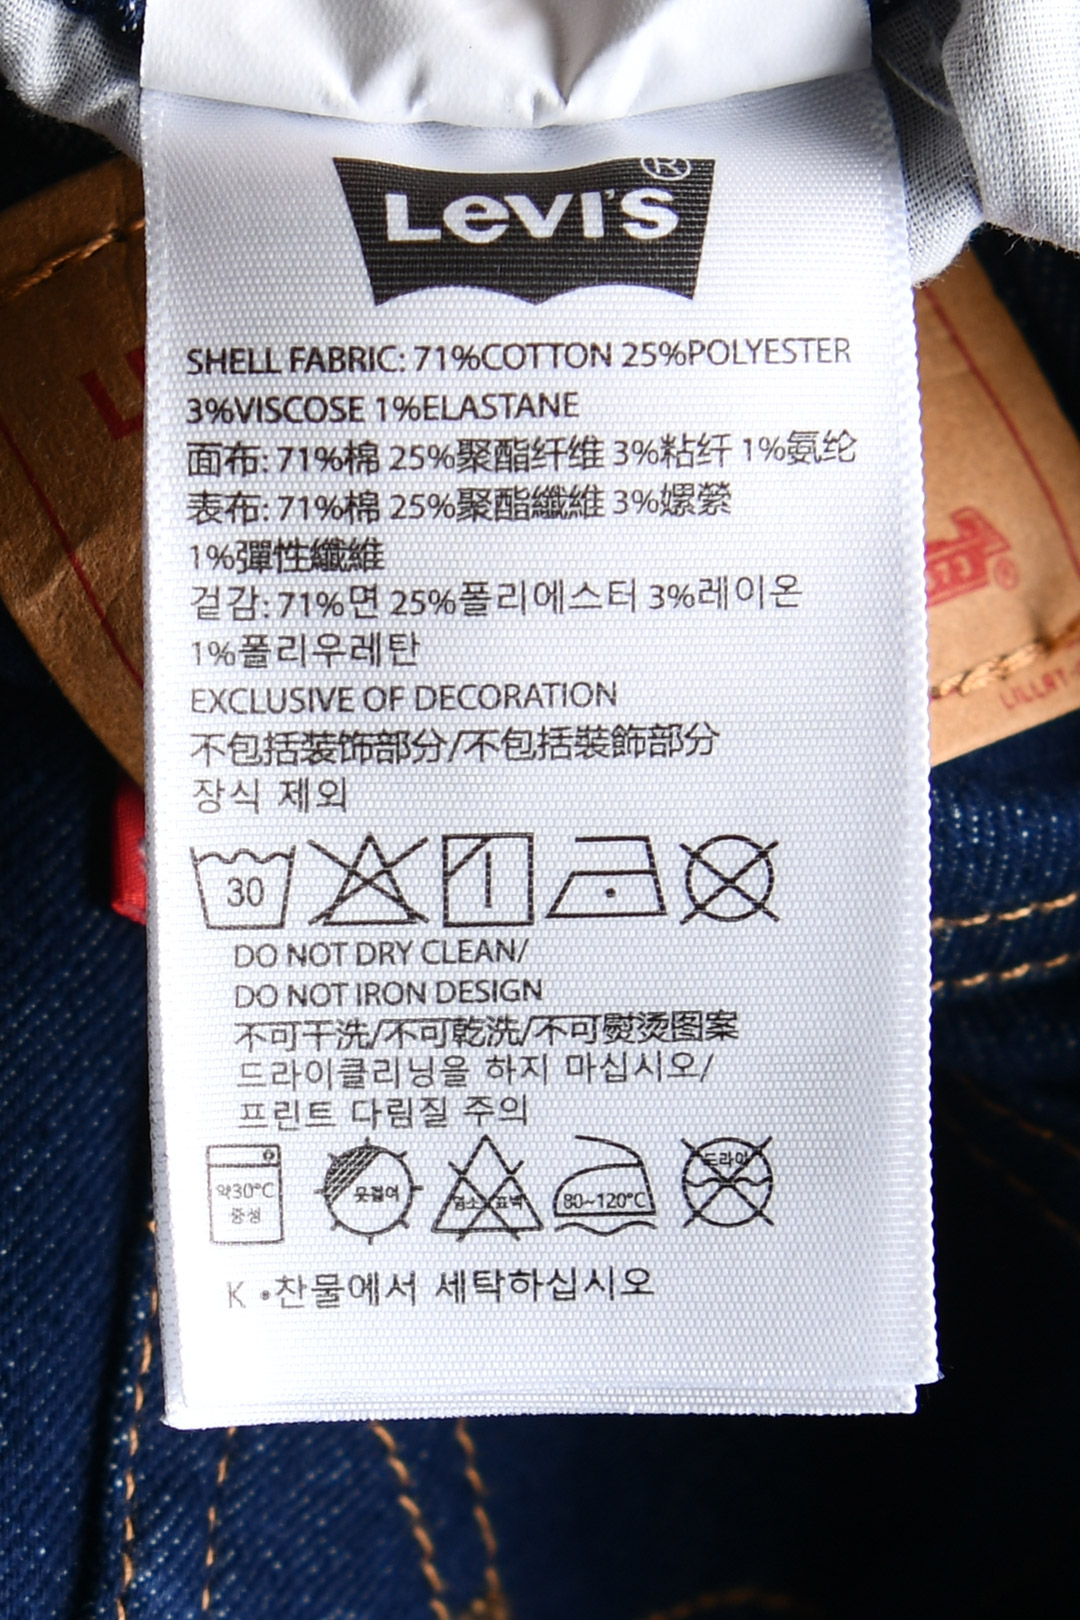 LEVI'S®
SHELL FABRIC: 71%COTTON 25%POLYESTER
3%VISCOSE 1%ELASTANE
面布: 71%棉 25%聚酯纤维 3%粘纤 1%氨纶
表布: 71%棉 25%聚酯纖維 3%嫘縈
1%彈性纖維
겉감: 71%면 25%폴리에스터 3%레이온
1%폴리우레탄
EXCLUSIVE OF DECORATION
不包括装饰部分/不包括裝飾部分
장식 제외
30
DO NOT DRY CLEAN/
DO NOT IRON DESIGN
不可干洗/不可乾洗/不可熨烫图案
드라이클리닝을 하지 마십시오/
프린트 다림질 주의
약30°C 옷걸이 염소 표백 80~120°C 드라이
중성
K •찬물에서 세탁하십시오